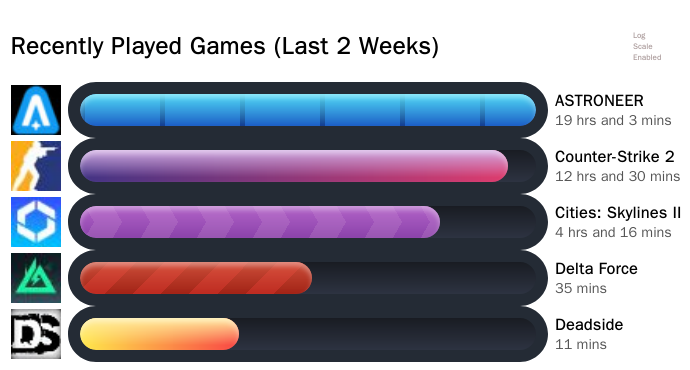 Recently Played Games (Last 2 Weeks)
Log
Scale
Enabled
ASTRONEER
19 hrs and 3 mins
Counter-Strike 2
12 hrs and 30 mins
Cities: Skylines II
4 hrs and 16 mins
Delta Force
35 mins
DS
Deadside
11 mins